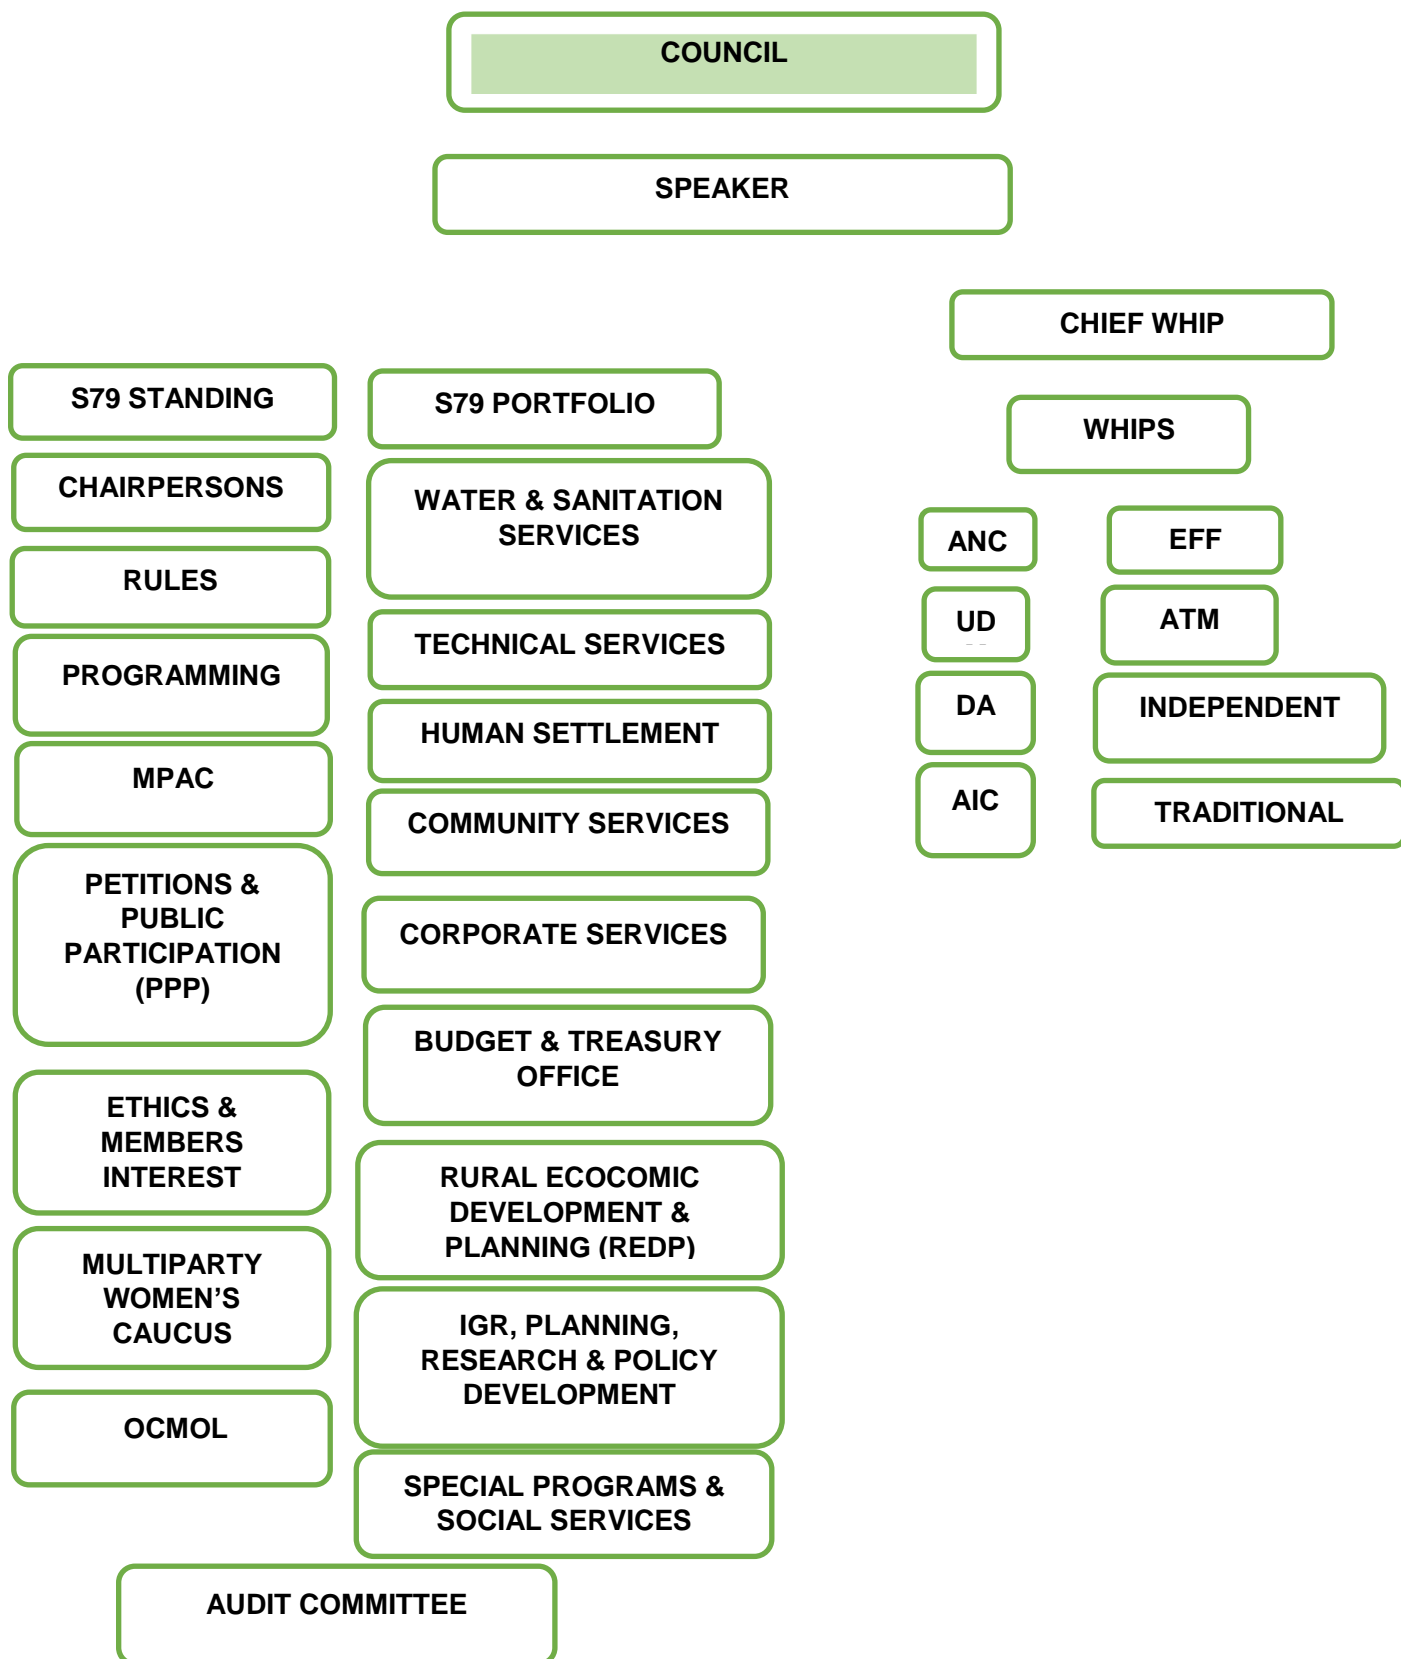 COUNCIL
SPEAKER
CHIEF WHIP
S79 STANDING
CHAIRPERSONS
RULES
PROGRAMMING
MPAC
PETITIONS &
PUBLIC
PARTICIPATION
(PPP)
ETHICS &
MEMBERS
INTEREST
MULTIPARTY
WOMEN’S
CAUCUS
OCMOL
S79 PORTFOLIO
WATER & SANITATION
SERVICES
TECHNICAL SERVICES
HUMAN SETTLEMENT
COMMUNITY SERVICES
CORPORATE SERVICES
BUDGET & TREASURY
OFFICE
RURAL ECOCOMIC
DEVELOPMENT &
PLANNING (REDP)
IGR, PLANNING,
RESEARCH & POLICY
DEVELOPMENT
SPECIAL PROGRAMS &
SOCIAL SERVICES
AUDIT COMMITTEE
WHIPS
ANC
UD
DA
AIC
EFF
ATM
INDEPENDENT
TRADITIONAL